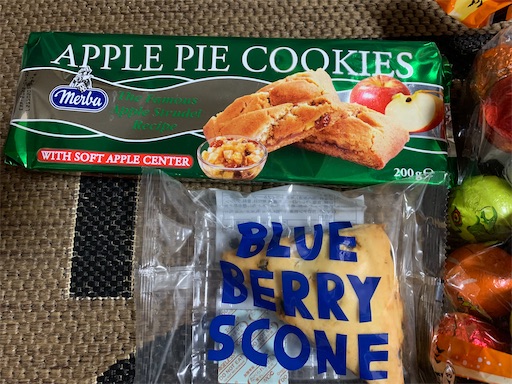 APPLE PIE COOKIES
Merba
The Famous
Apple Strudel
Recipe
WITH SOFT APPLE CENTER
200g℮
BLUE
BERRY
SCONE